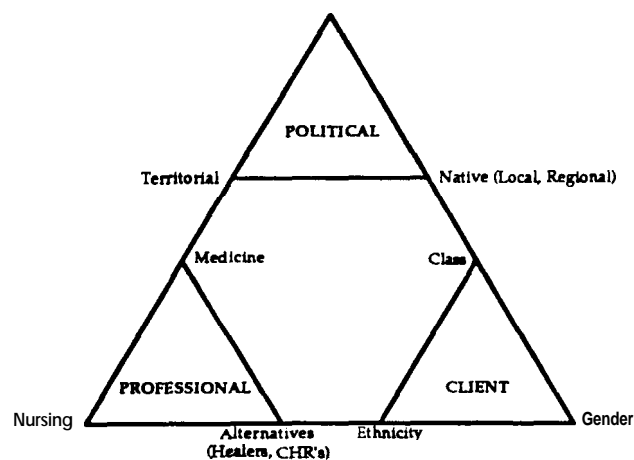 POLITICAL
Territorial
Native (Local, Regional)
Medicine
Class
PROFESSIONAL
CLIENT
Nursing
Gender
Alternatives
(Healers, CHR's)
Ethnicity